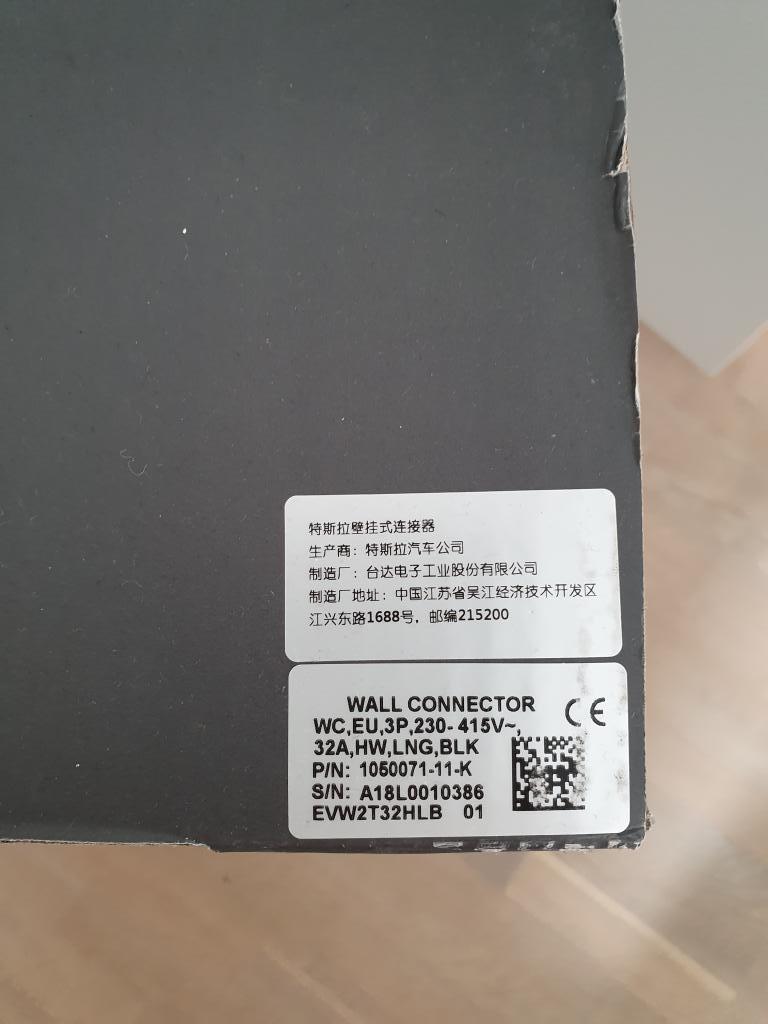 特斯拉壁挂式连接器
生产商：特斯拉汽车公司
制造厂：台达电子工业股份有限公司
制造厂地址：中国江苏省吴江经济技术开发区
江兴东路1688号，邮编215200
WALL CONNECTOR
CE
WC,EU,3P,230-415V~,
32A,HW,LNG,BLK
P/N: 1050071-11-K
S/N: A18L0010386
EVW2T32HLB 01